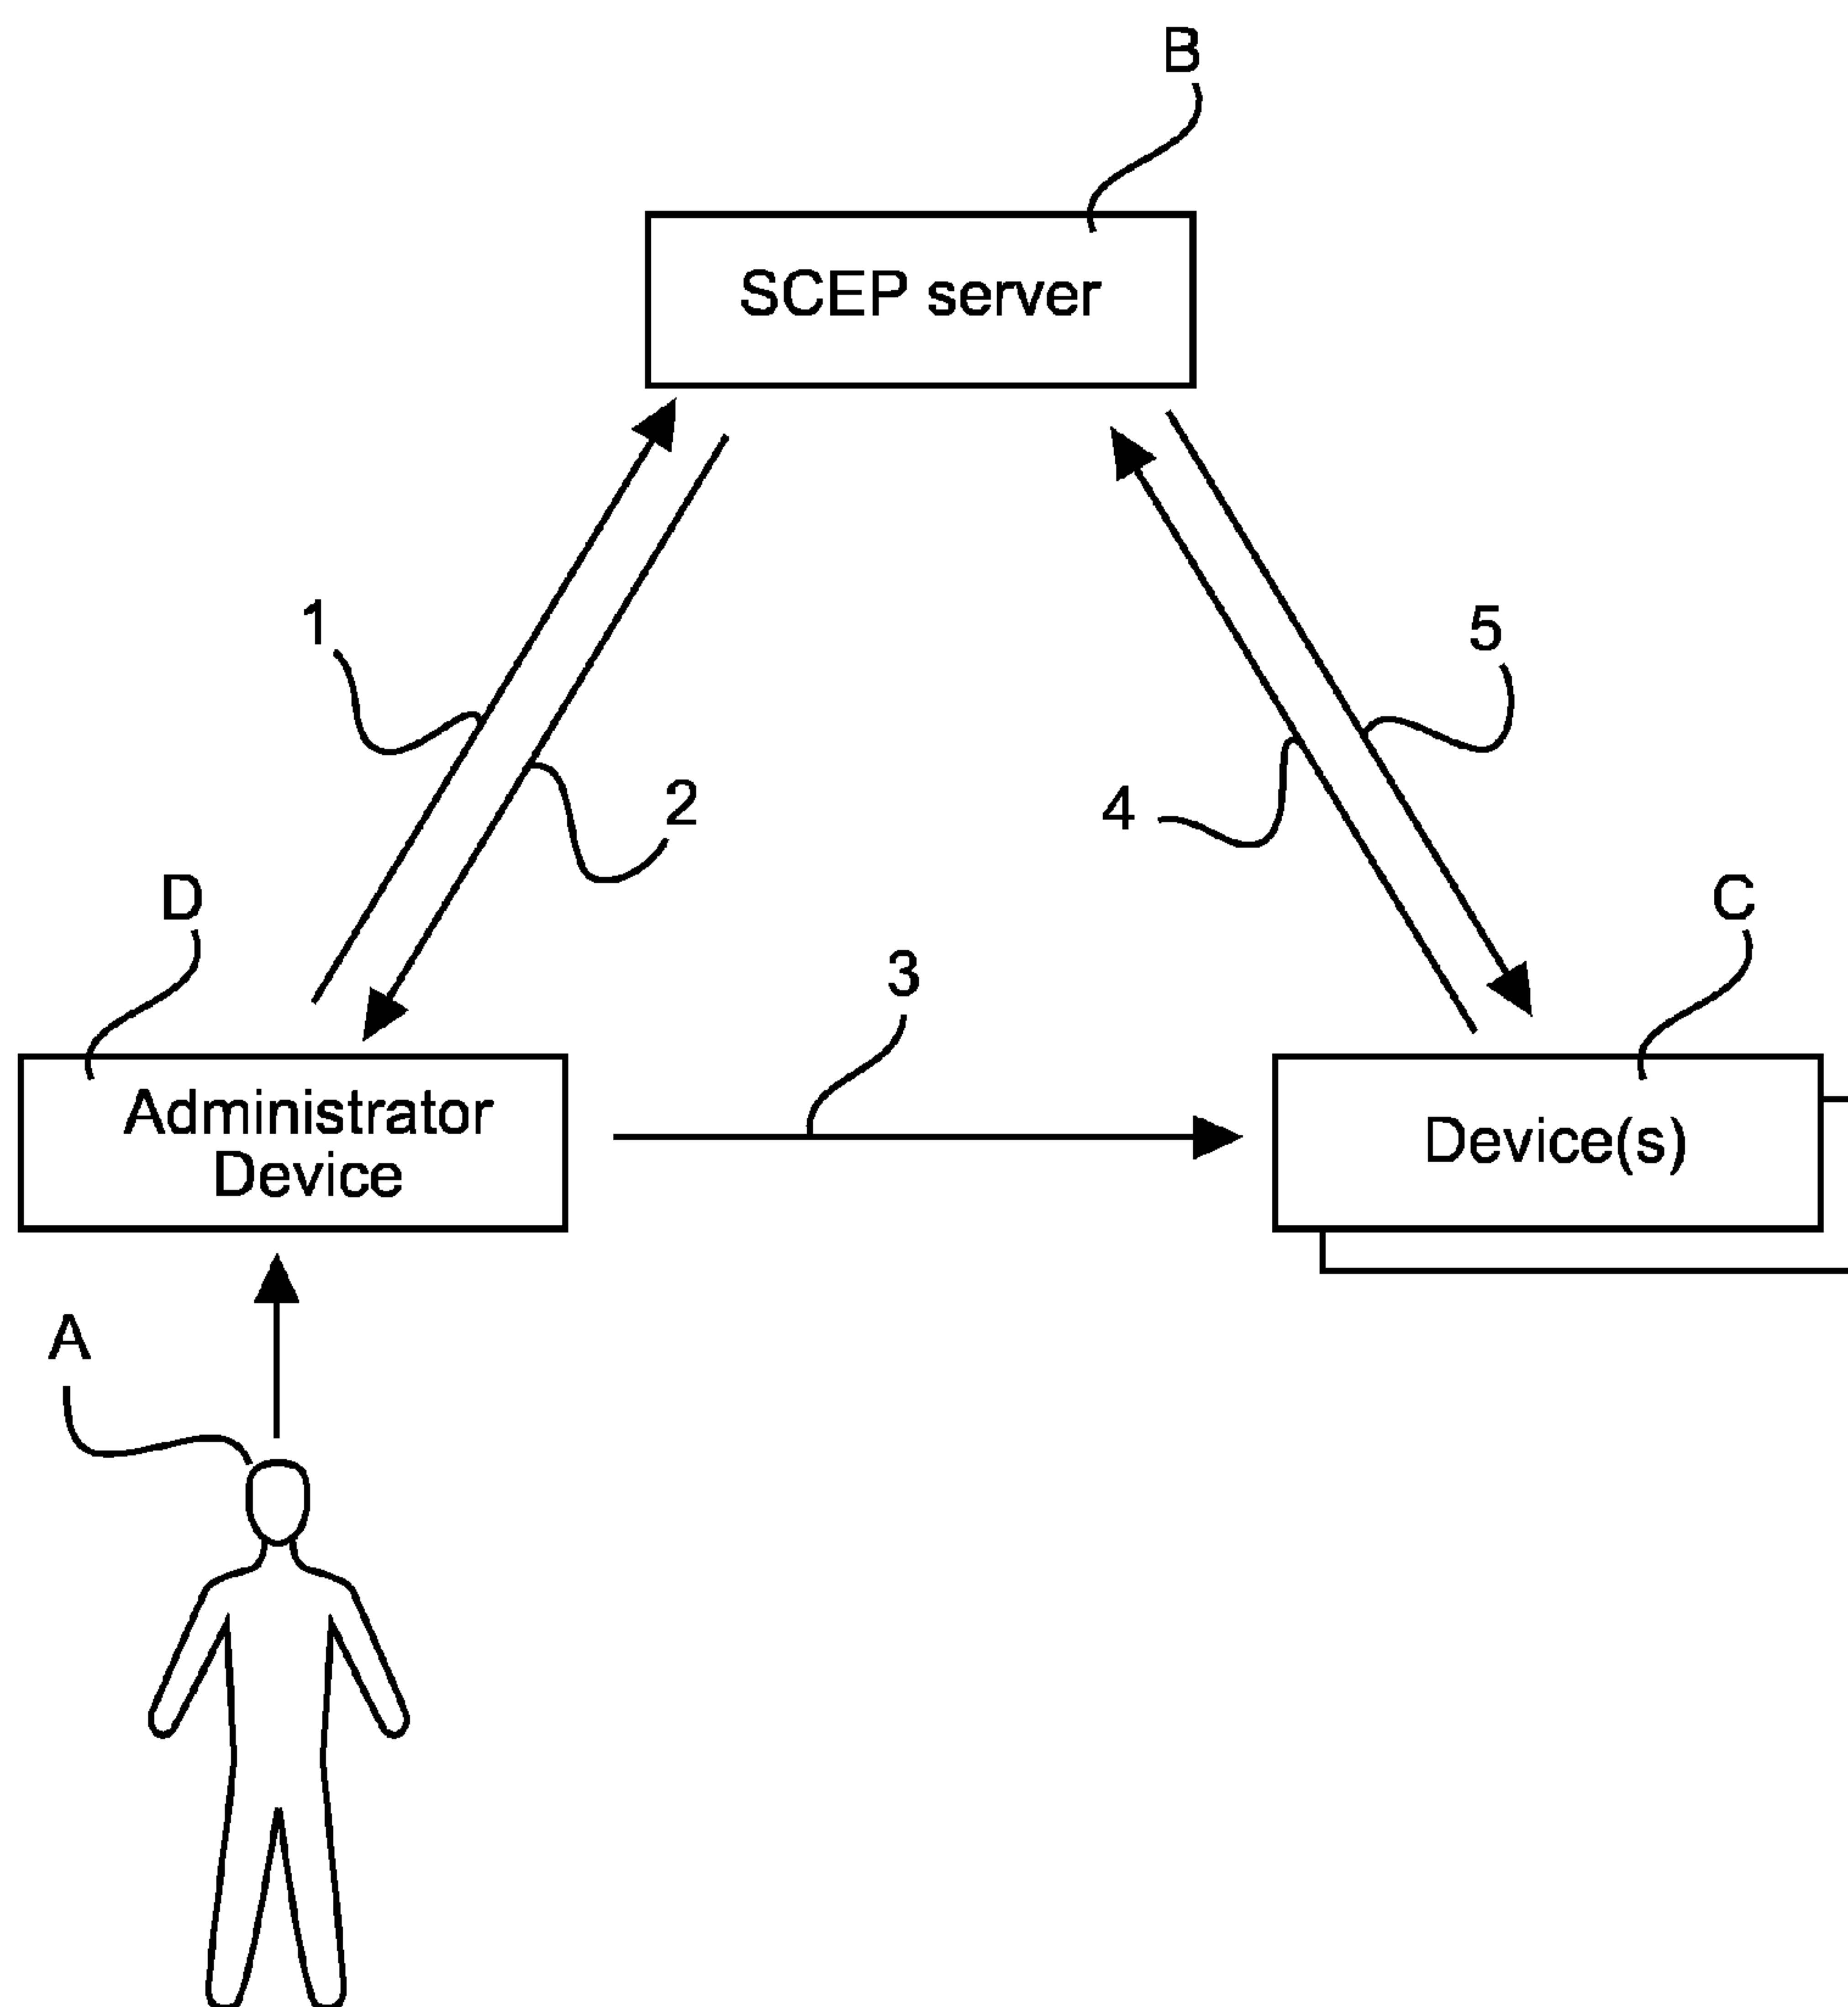 B
SCEP server
1
5
2
4
D
C
3
Administrator
Device
Device(s)
A